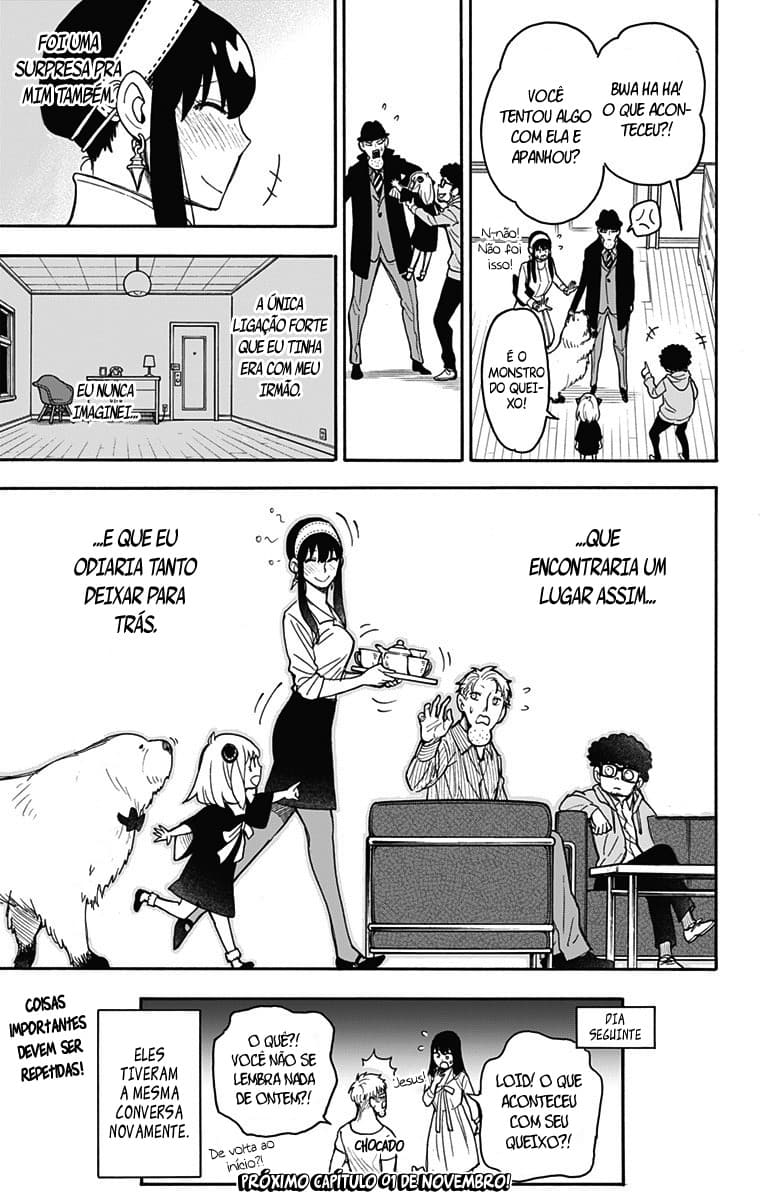 BWA HA HA!
O QUE ACON-
TECEU?!
VOCÊ
TENTOU ALGO
COM ELA E
APANHOU?
N-não!
Não foi
isso!
É O
MONSTRO
DO QUEI-
XO!
FOI UMA
SURPRESA PRA
MIM TAMBÉM.
A ÚNICA
LIGAÇÃO FORTE
QUE EU TINHA
ERA COM MEU
IRMÃO.
EU NUNCA
IMAGINEI...
...QUE
ENCONTRARIA UM
LUGAR ASSIM...
...E QUE EU
ODIARIA TANTO
DEIXAR PARA
TRÁS.
COISAS
IMPORTANTES
DEVEM SER
REPETIDAS!
DIA
SEGUINTE
LOID! O QUE
ACONTECEU
COM SEU
QUEIXO?!
Jesus!
O QUÊ?!
VOCÊ NÃO SE
LEMBRA NADA
DE ONTEM?!
CHOCADO
De volta ao
início?!
ELES
TIVERAM
A MESMA
CONVERSA
NOVAMENTE.
PRÓXIMO CAPÍTULO 01 DE NOVEMBRO!